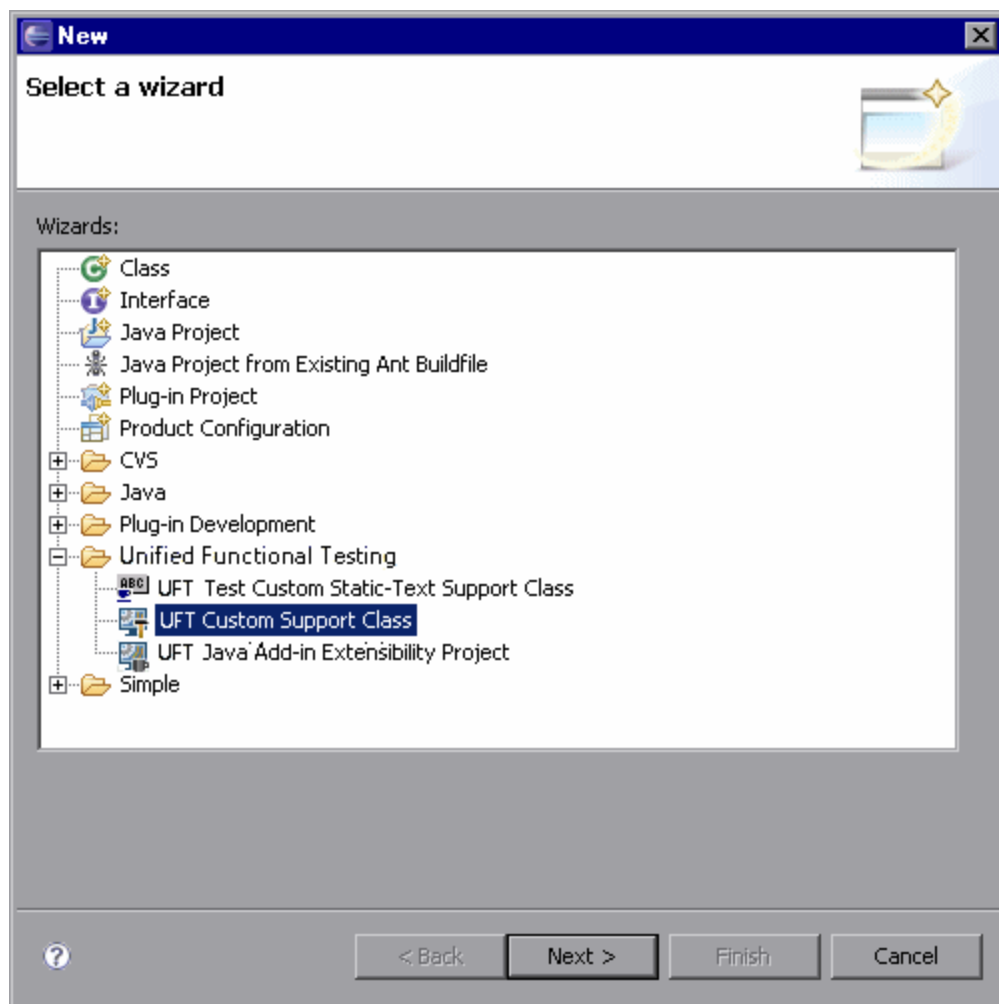 New
Select a wizard
Wizards:
Class
Interface
Java Project
Java Project from Existing Ant Buildfile
Plug-in Project
Product Configuration
CVS
Java
Plug-in Development
Unified Functional Testing
ABC UFT Test Custom Static-Text Support Class
UFT Custom Support Class
UFT Java Add-in Extensibility Project
Simple
? < Back Next > Finish Cancel